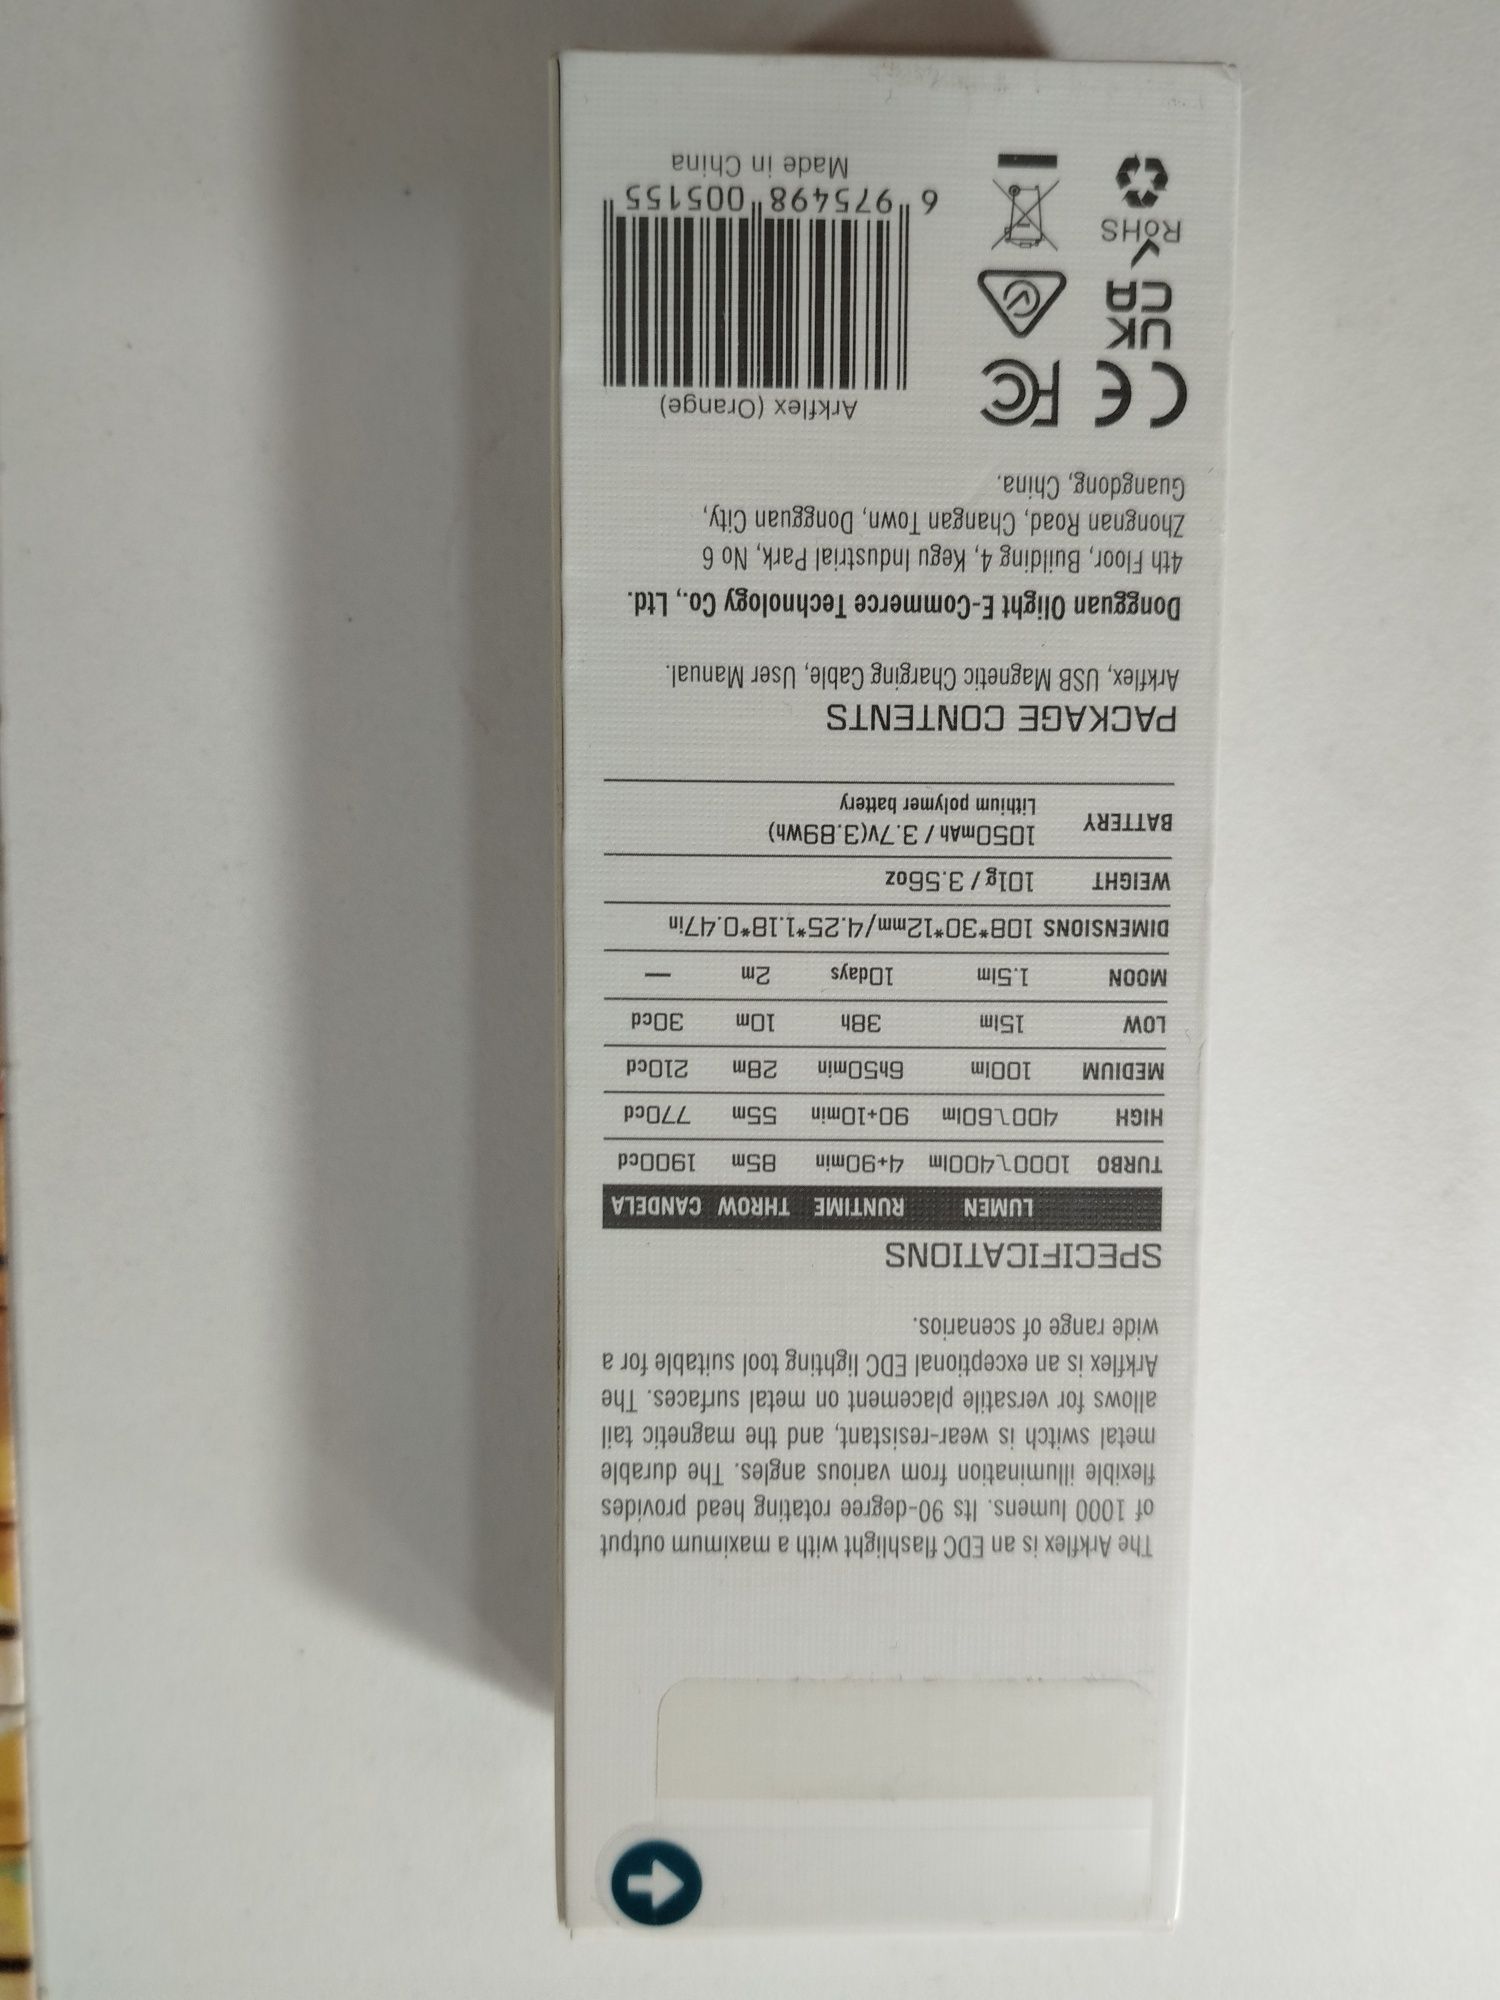 The Arkflex is an EDC flashlight with a maximum output
of 1000 lumens. Its 90-degree rotating head provides
flexible illumination from various angles. The durable
metal switch is wear-resistant, and the magnetic tail
allows for versatile placement on metal surfaces. The
Arkflex is an exceptional EDC lighting tool suitable for a
wide range of scenarios.
SPECIFICATIONS
LUMEN RUNTIME THROW CANDELA
TURBO 1000↘400lm 4+90min 85m 1900cd
HIGH 400↘60lm 90+10min 55m 770cd
MEDIUM 100lm 6h50min 28m 210cd
LOW 15lm 38h 10m 30cd
MOON 1.5lm 10days 2m —
DIMENSIONS 108*30*12mm/4.25*1.18*0.47in
WEIGHT 101g / 3.56oz
BATTERY 1050mAh / 3.7V(3.89Wh)
Lithium polymer battery
PACKAGE CONTENTS
Arkflex, USB Magnetic Charging Cable, User Manual.
Dongguan Olight E-Commerce Technology Co., Ltd.
4th Floor, Building 4, Kegu Industrial Park, No 6
Zhongnan Road, Changan Town, Dongguan City,
Guangdong, China.
CE FC
UK
CA
RoHS
Arkflex (Orange)
6 975498 005155
Made in China